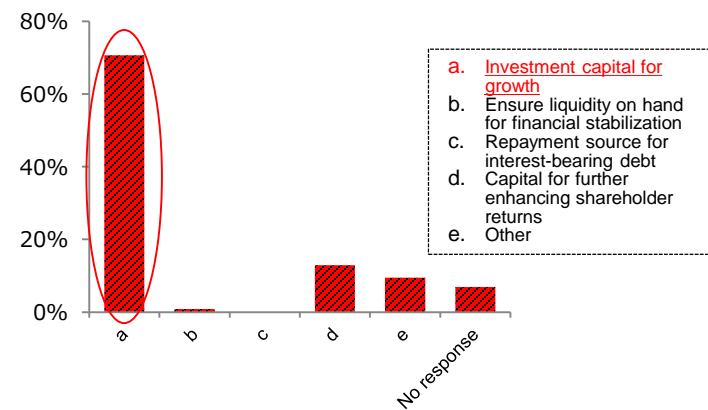 80%
60%
40%
20%
0%
a
b
c
d
e
No response
a. Investment capital for
growth
b. Ensure liquidity on hand
for financial stabilization
c. Repayment source for
interest-bearing debt
d. Capital for further
enhancing shareholder
returns
e. Other